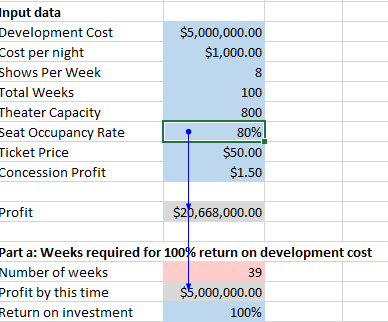 Input data
Development Cost $5,000,000.00
Cost per night $1,000.00
Shows Per Week 8
Total Weeks 100
Theater Capacity 800
Seat Occupancy Rate 80%
Ticket Price $50.00
Concession Profit $1.50
Profit $20,668,000.00
Part a: Weeks required for 100% return on development cost
Number of weeks 39
Profit by this time $5,000,000.00
Return on investment 100%